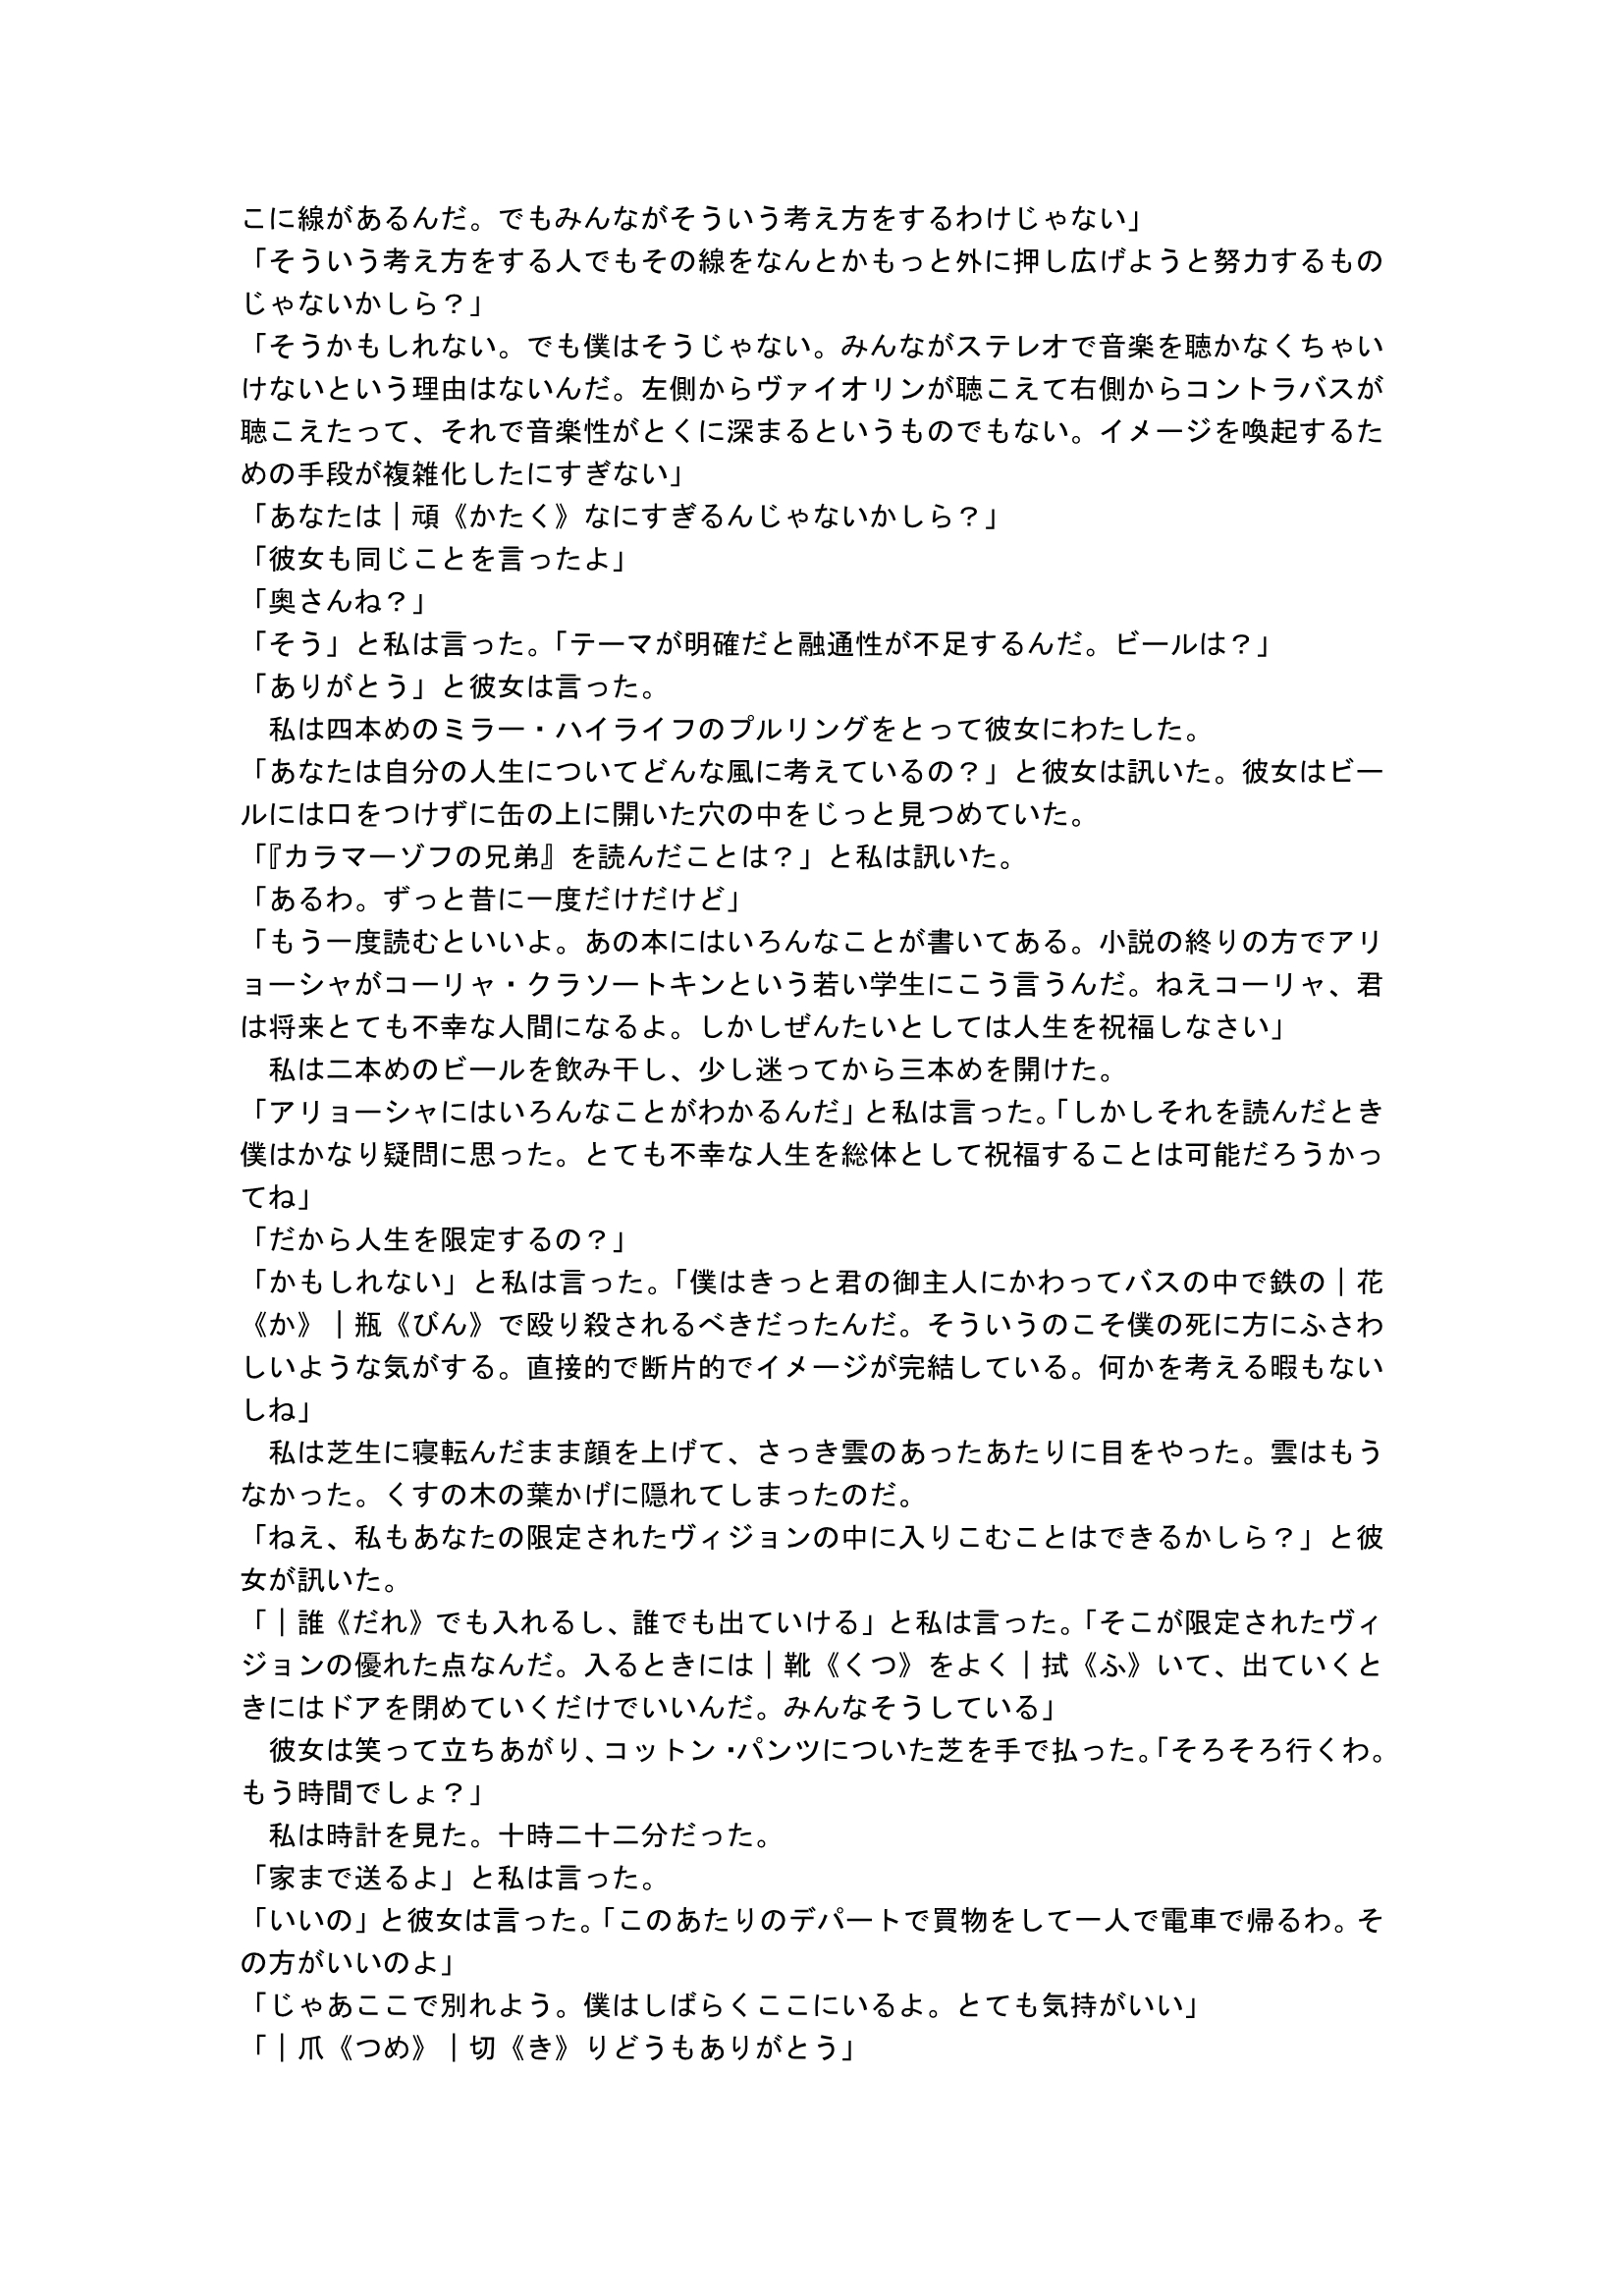 こに線があるんだ。でもみんながそういう考え方をするわけじゃない」
「そういう考え方をする人でもその線をなんとかもっと外に押し広げようと努力するもの
じゃないかしら？」
「そうかもしれない。でも僕はそうじゃない。みんながステレオで音楽を聴かなくちゃい
けないという理由はないんだ。左側からヴァイオリンが聴こえて右側からコントラバスが
聴こえたって、それで音楽性がとくに深まるというものでもない。イメージを喚起するた
めの手段が複雑化したにすぎない」
「あなたは｜頑《かたく》なにすぎるんじゃないかしら？」
「彼女も同じことを言ったよ」
「奥さんね？」
「そう」と私は言った。「テーマが明確だと融通性が不足するんだ。ビールは？」
「ありがとう」と彼女は言った。
　私は四本めのミラー・ハイライフのプルリングをとって彼女にわたした。
「あなたは自分の人生についてどんな風に考えているの？」と彼女は訊いた。彼女はビー
ルには口をつけずに缶の上に開いた穴の中をじっと見つめていた。
「『カラマーゾフの兄弟』を読んだことは？」と私は訊いた。
「あるわ。ずっと昔に一度だけだけど」
「もう一度読むといいよ。あの本にはいろんなことが書いてある。小説の終りの方でアリ
ョーシャがコーリャ・クラソートキンという若い学生にこう言うんだ。ねえコーリャ、君
は将来とても不幸な人間になるよ。しかしぜんたいとしては人生を祝福しなさい」
　私は二本めのビールを飲み干し、少し迷ってから三本めを開けた。
「アリョーシャにはいろんなことがわかるんだ」と私は言った。「しかしそれを読んだとき
僕はかなり疑問に思った。とても不幸な人生を総体として祝福することは可能だろうかっ
てね」
「だから人生を限定するの？」
「かもしれない」と私は言った。「僕はきっと君の御主人にかわってバスの中で鉄の｜花
《か》｜瓶《びん》で殴り殺されるべきだったんだ。そういうのこそ僕の死に方にふさわ
しいような気がする。直接的で断片的でイメージが完結している。何かを考える暇もない
しね」
　私は芝生に寝転んだまま顔を上げて、さっき雲のあったあたりに目をやった。雲はもう
なかった。くすの木の葉かげに隠れてしまったのだ。
「ねえ、私もあなたの限定されたヴィジョンの中に入りこむことはできるかしら？」と彼
女が訊いた。
「｜誰《だれ》でも入れるし、誰でも出ていける」と私は言った。「そこが限定されたヴィ
ジョンの優れた点なんだ。入るときには｜靴《くつ》をよく｜拭《ふ》いて、出ていくと
きにはドアを閉めていくだけでいいんだ。みんなそうしている」
　彼女は笑って立ちあがり、コットン・パンツについた芝を手で払った。「そろそろ行くわ。
もう時間でしょ？」
　私は時計を見た。十時二十二分だった。
「家まで送るよ」と私は言った。
「いいの」と彼女は言った。「このあたりのデパートで買物をして一人で電車で帰るわ。そ
の方がいいのよ」
「じゃあここで別れよう。僕はしばらくここにいるよ。とても気持がいい」
「｜爪《つめ》｜切《き》りどうもありがとう」